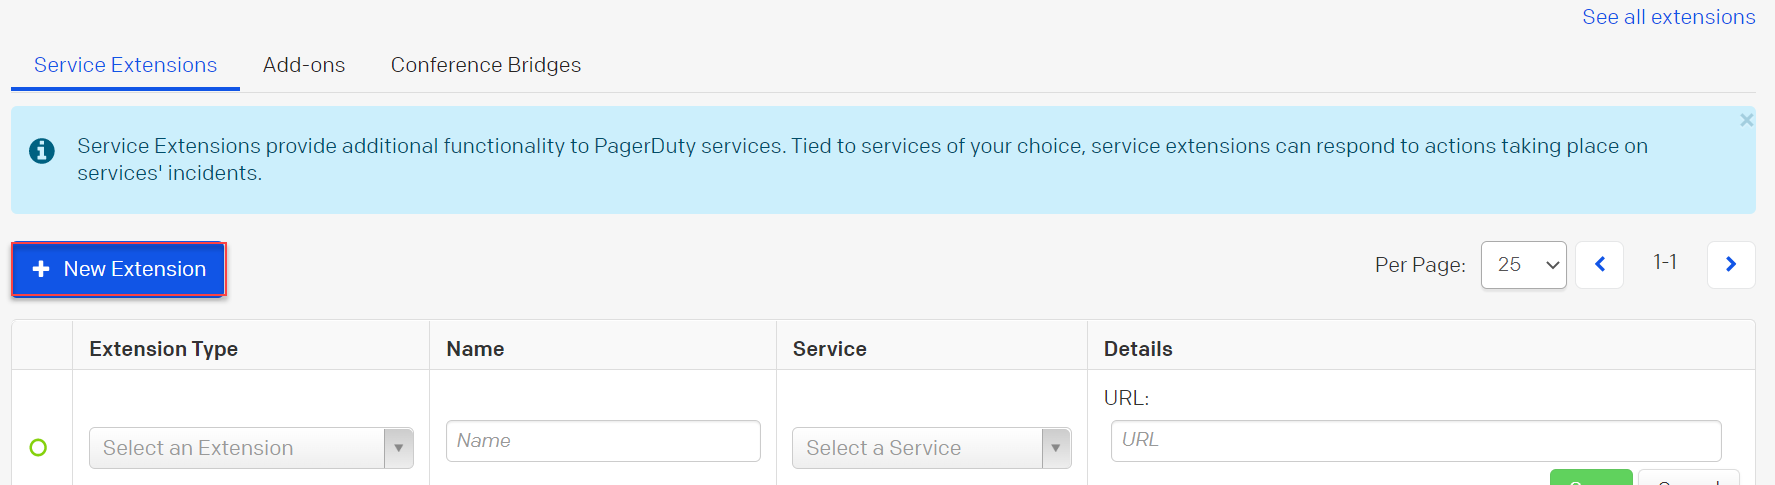 See all extensions
Service Extensions Add-ons Conference Bridges
×
Service Extensions provide additional functionality to PagerDuty services. Tied to services of your choice, service extensions can respond to actions taking place on
services' incidents.
New Extension Per Page: 25 1-1
Extension Type Name Service Details
URL:
Select an Extension Name Select a Service URL